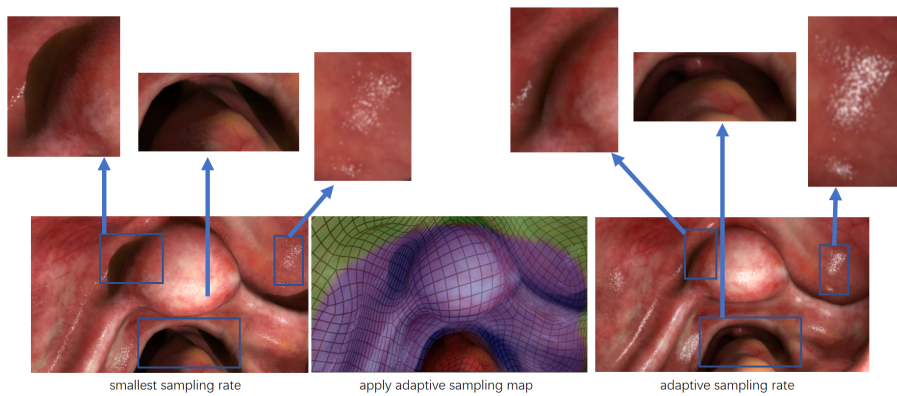 smallest sampling rate
apply adaptive sampling map
adaptive sampling rate